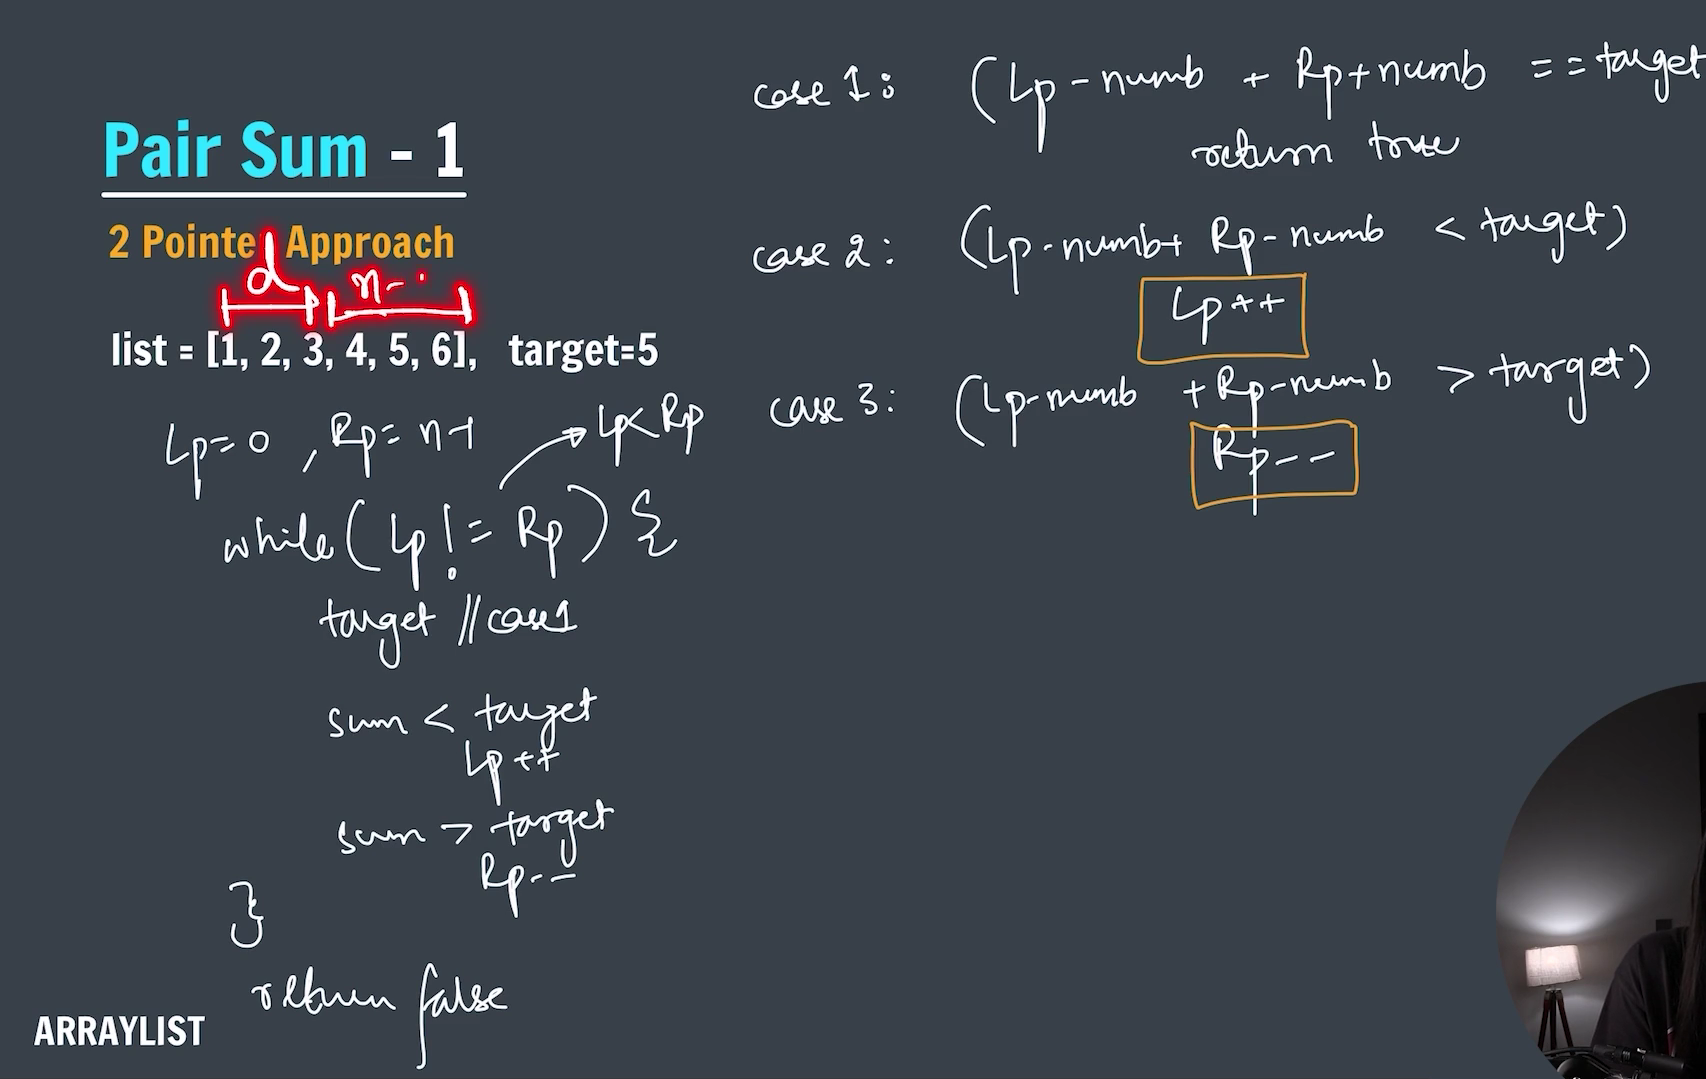 Pair Sum - 1
2 Pointe Approach
d n-
list = [1, 2, 3, 4, 5, 6], target=5
Lp=0 , Rp= n-1
Lp<Rp
while( Lp != Rp ) {
target //case1
sum < target
Lp++
sum > target
Rp--
}
return false
ARRAYLIST
case 1: (Lp-numb + Rp+numb == target
return true
case 2: (Lp-numb+ Rp-numb < target)
Lp++
case 3: (Lp-numb +Rp-numb > target)
Rp--